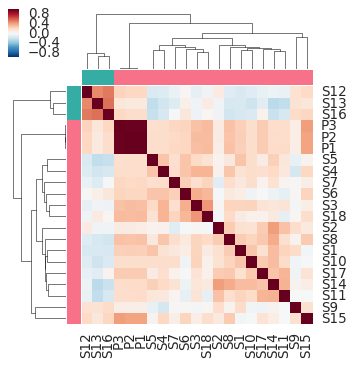 0.8
0.4
0.0
−0.4
−0.8
S12
S13
S16
P3
P2
P1
S5
S4
S7
S6
S3
S18
S2
S8
S1
S10
S17
S14
S11
S9
S15
S12 S13 S16 P3 P2 P1 S5 S4 S7 S6 S3 S18 S2 S8 S1 S10 S17 S14 S11 S9 S15